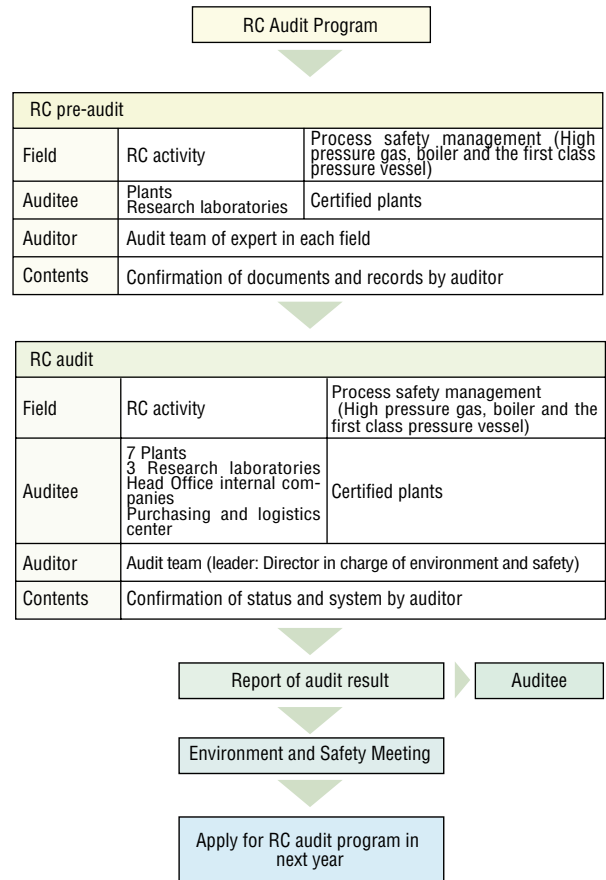 RC Audit Program
RC pre-audit
Field
RC activity
Process safety management (High
pressure gas, boiler and the first class
pressure vessel)
Auditee
Plants
Research laboratories
Certified plants
Auditor
Audit team of expert in each field
Contents
Confirmation of documents and records by auditor
RC audit
Field
RC activity
Process safety management
(High pressure gas, boiler and the
first class pressure vessel)
Auditee
7 Plants
3 Research laboratories
Head Office internal com-
panies
Purchasing and logistics
center
Certified plants
Auditor
Audit team (leader: Director in charge of environment and safety)
Contents
Confirmation of status and system by auditor
Report of audit result
Auditee
Environment and Safety Meeting
Apply for RC audit program in
next year